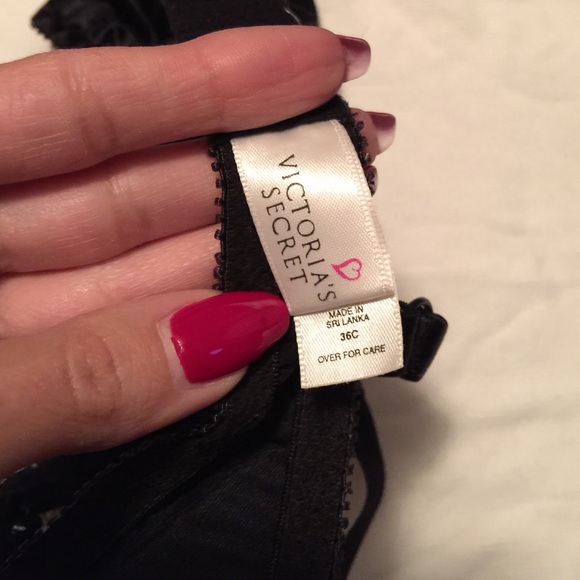 VICTORIA'S
SECRET
MADE IN
SRI LANKA
36C
OVER FOR CARE